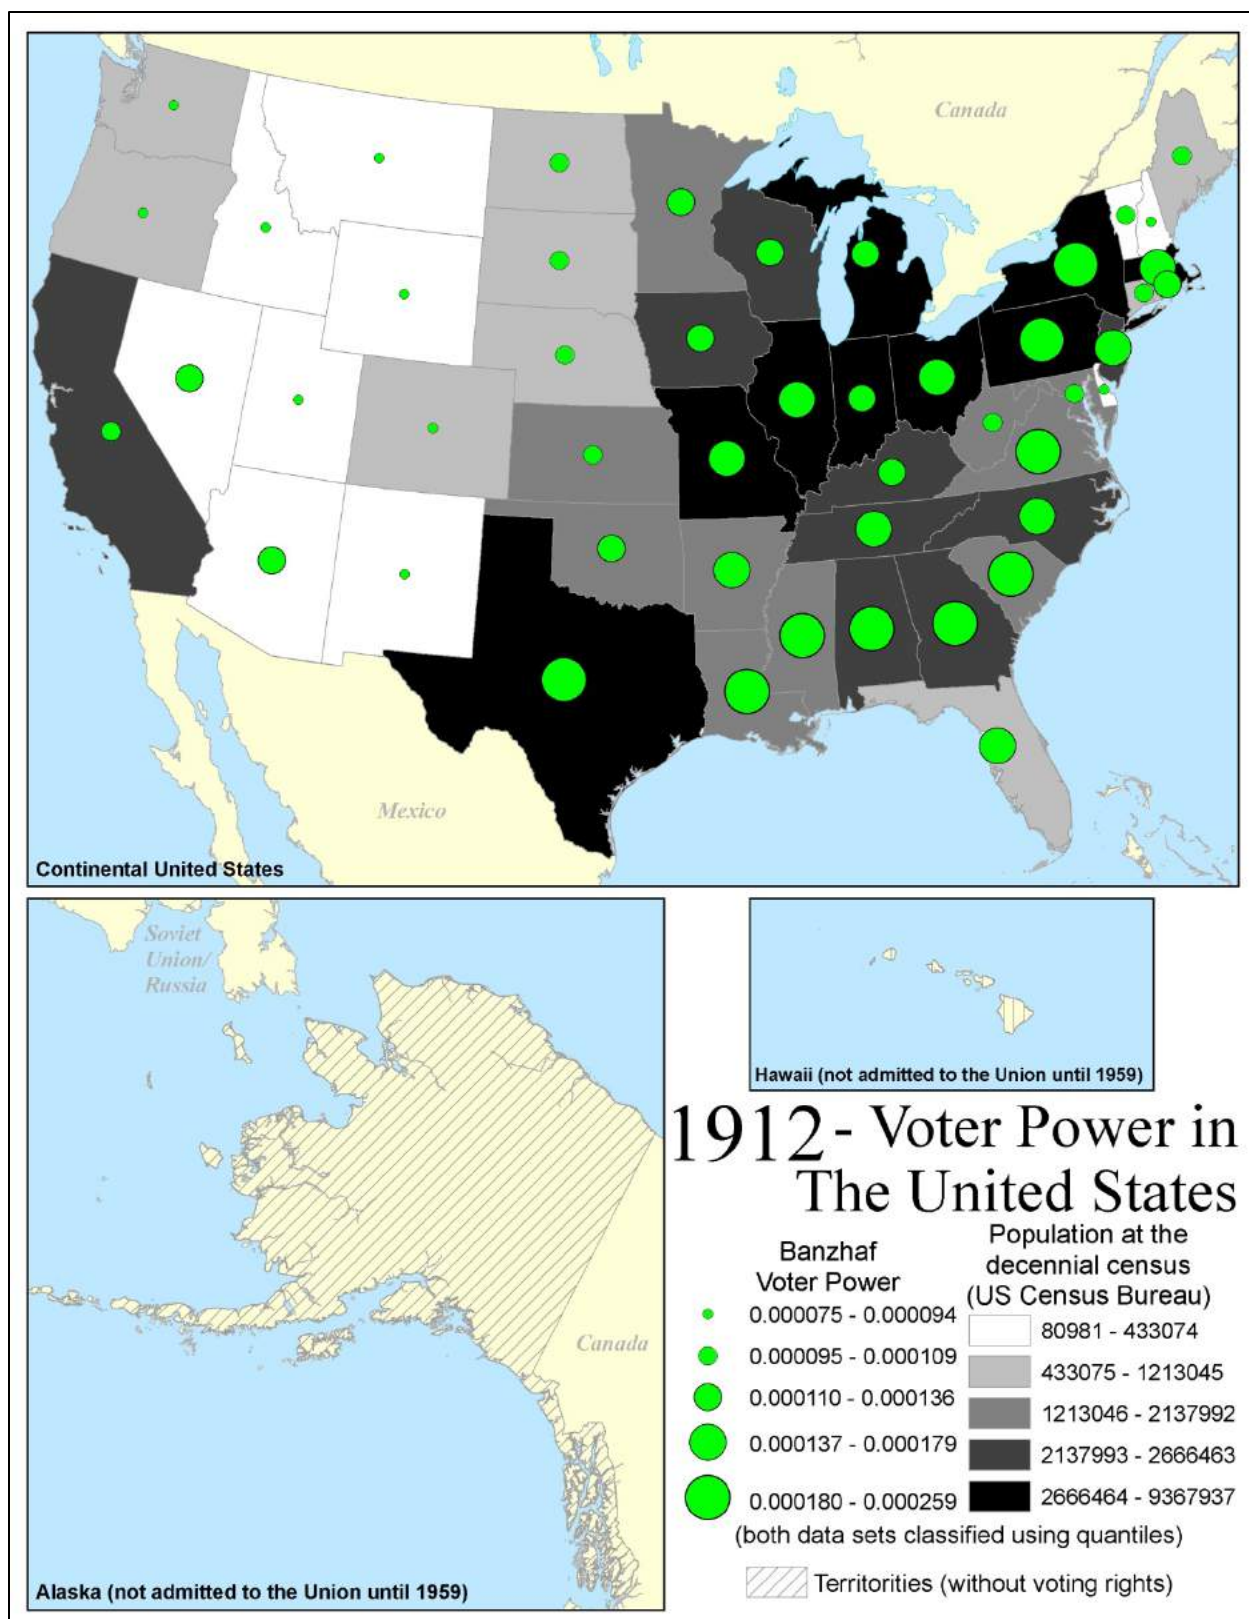 Canada
Mexico
Continental United States
Soviet
Union/
Russia
Canada
Alaska (not admitted to the Union until 1959)
Hawaii (not admitted to the Union until 1959)
1912 - Voter Power in
The United States
Banzhaf
Voter Power
0.000075 - 0.000094
0.000095 - 0.000109
0.000110 - 0.000136
0.000137 - 0.000179
0.000180 - 0.000259
Population at the
decennial census
(US Census Bureau)
80981 - 433074
433075 - 1213045
1213046 - 2137992
2137993 - 2666463
2666464 - 9367937
(both data sets classified using quantiles)
Territorities (without voting rights)